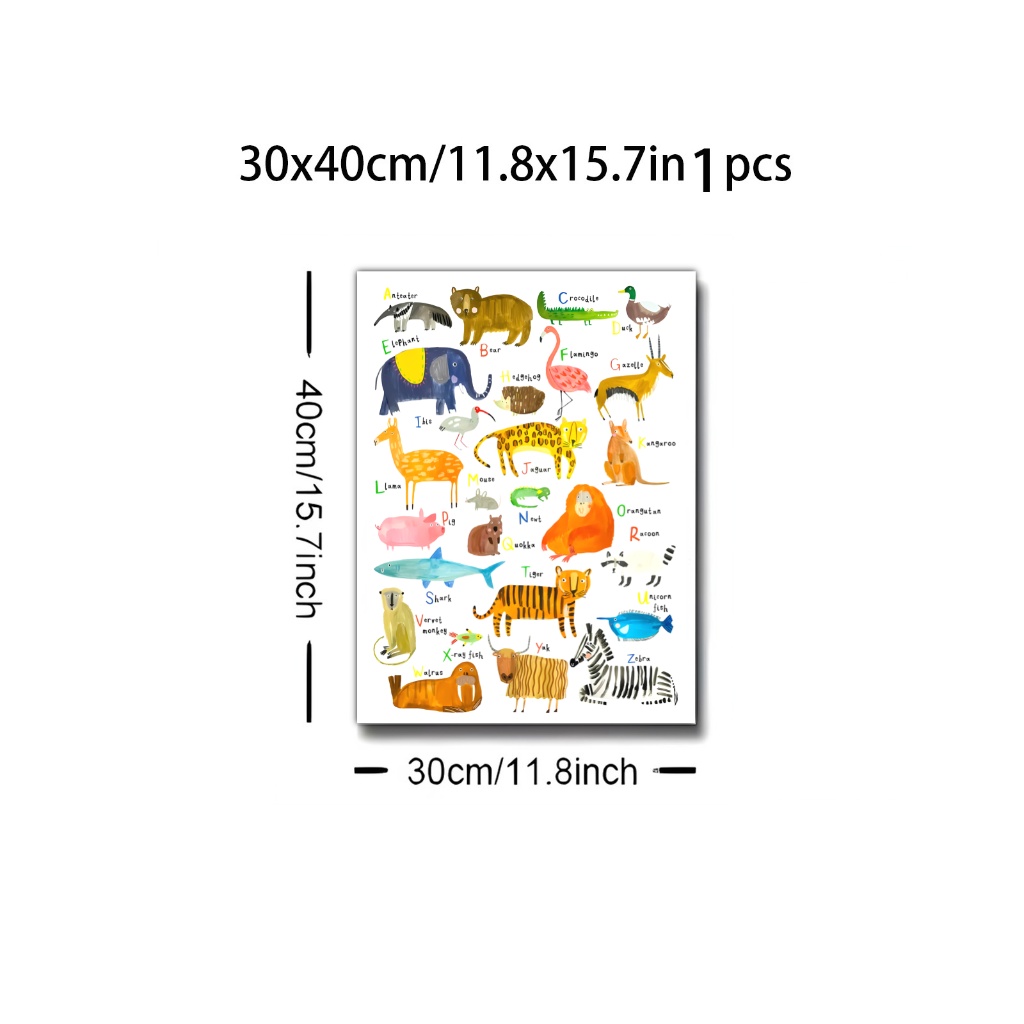 30x40cm/11.8x15.7in 1 pcs
40cm/15.7inch
Anteater
Crocodile
Duck
Elephant
Bear
Flamingo
Gazelle
Hedgehog
Ibis
Kangaroo
Jaguar
Llama
Mouse
Newt
Orangutan
Pig
Quokka
Racoon
Shark
Tiger
Unicorn
fish
Vervet
monkey
X-ray fish
Yak
Zebra
Walrus
30cm/11.8inch